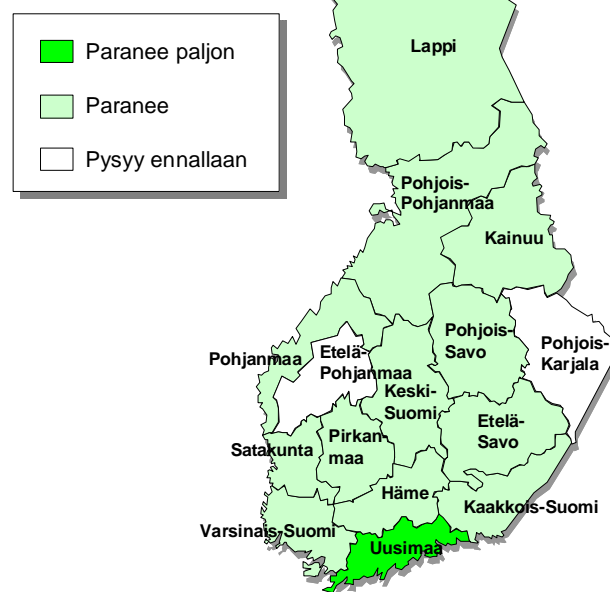 Paranee paljon
Paranee
Pysyy ennallaan
Lappi
Pohjois-
Pohjanmaa
Kainuu
Pohjanmaa
Etelä-
Pohjanmaa
Pohjois-
Savo
Pohjois-
Karjala
Keski-
Suomi
Etelä-
Savo
Satakunta
Pirkan-
maa
Häme
Kaakkois-Suomi
Varsinais-Suomi
Uusimaa